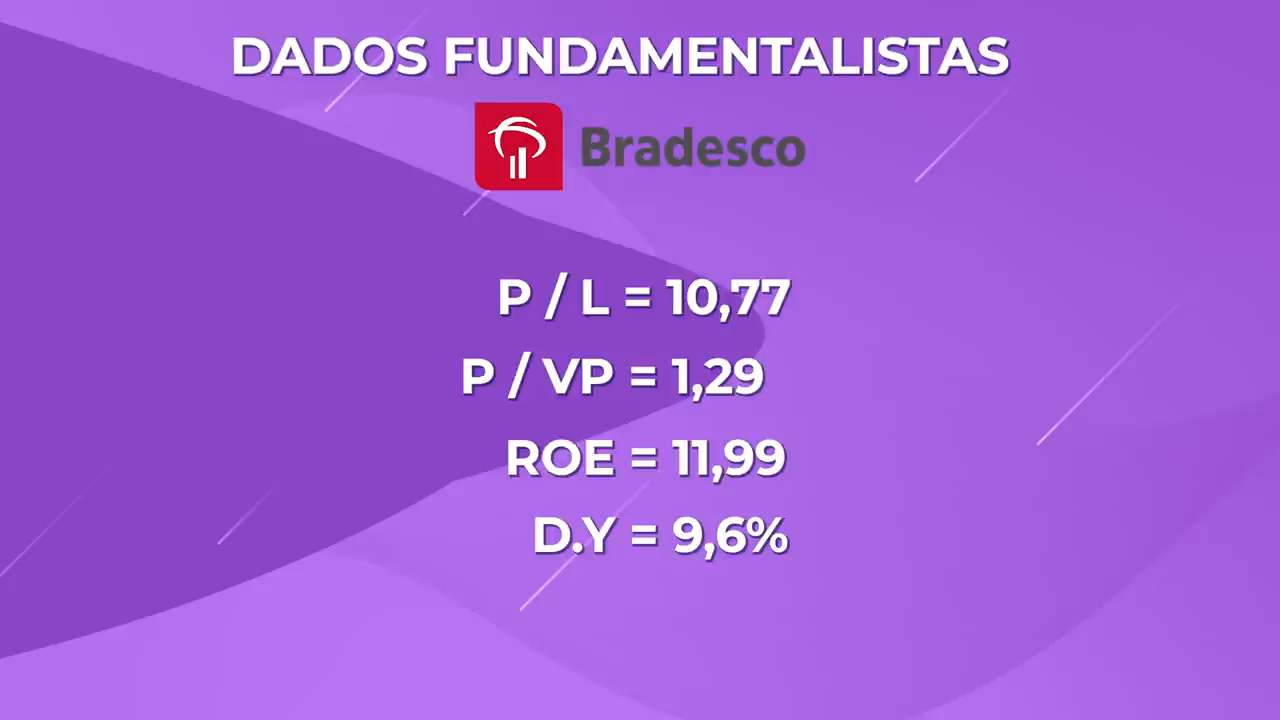 DADOS FUNDAMENTALISTAS
Bradesco
P / L = 10,77
P / VP = 1,29
ROE = 11,99
D.Y = 9,6%